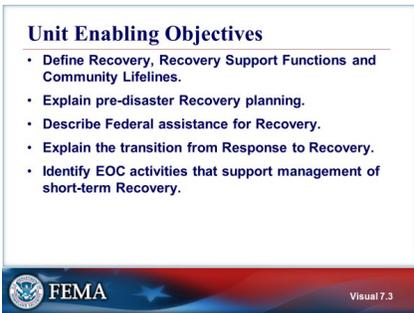 Unit Enabling Objectives
• Define Recovery, Recovery Support Functions and
Community Lifelines.
• Explain pre-disaster Recovery planning.
• Describe Federal assistance for Recovery.
• Explain the transition from Response to Recovery.
• Identify EOC activities that support management of
short-term Recovery.
FEMA
Visual 7.3